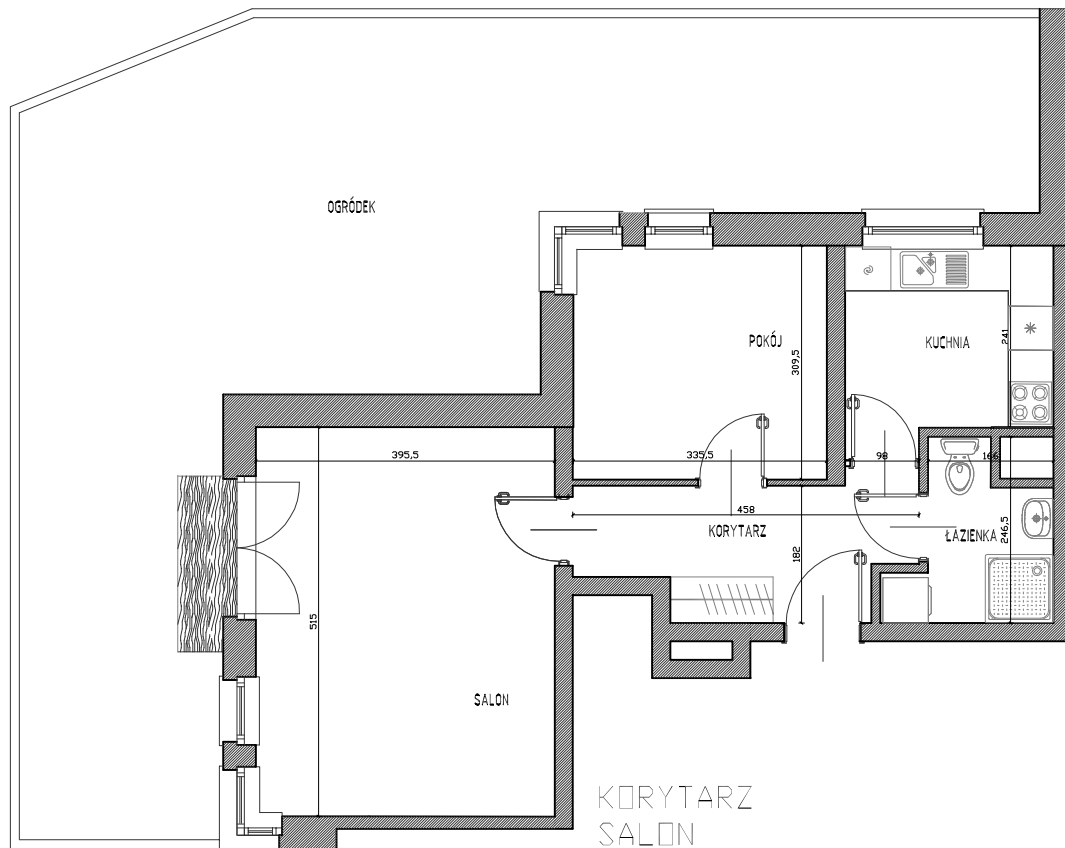 OGRÓDEK
POKÓJ
KUCHNIA
241
309,5
395,5
335,5
98
166
458
KORYTARZ
182
ŁAZIENKA
246,5
515
SALON
KORYTARZ
SALON